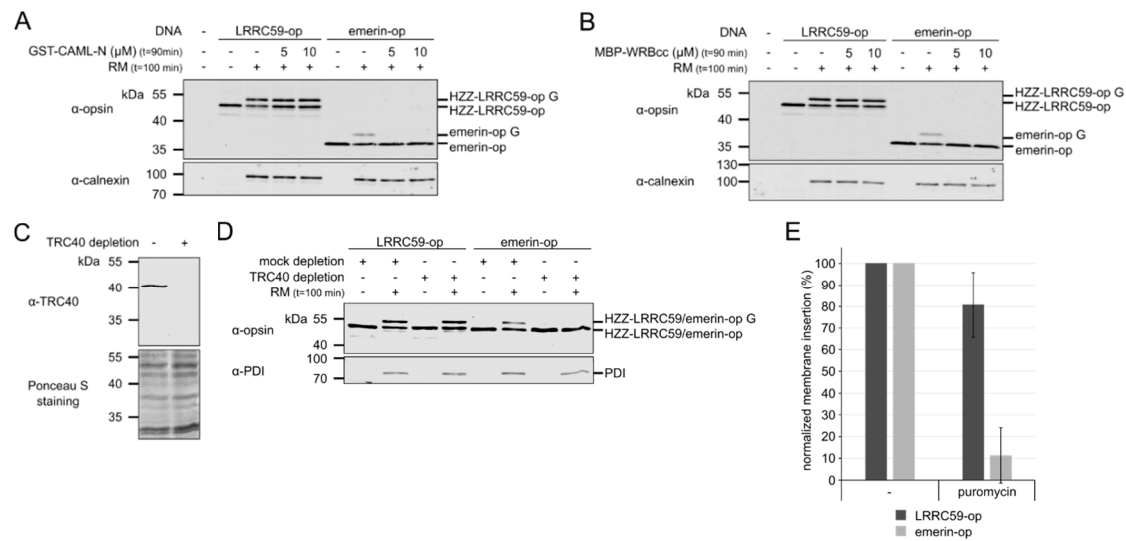 A
DNA - LRRC59-op emerin-op
GST-CAML-N (μM) (t=90min) 5 10 5 10
RM (t=100 min) - - + + + - + + +
kDa
α-opsin
55
40
35
HZZ-LRRC59-op G
HZZ-LRRC59-op
emerin-op G
emerin-op
α-calnexin
100
70
B
DNA - LRRC59-op emerin-op
MBP-WRBcc (μM) (t=90 min) 5 10 5 10
RM (t=100 min) - - + + + - + + +
kDa
α-opsin
55
40
35
HZZ-LRRC59-op G
HZZ-LRRC59-op
emerin-op G
emerin-op
α-calnexin
130
100
C
TRC40 depletion - +
kDa
α-TRC40
55
40
35
Ponceau S
staining
55
40
35
D
LRRC59-op emerin-op
mock depletion + + - - + + - -
TRC40 depletion - - + + - - + +
RM (t=100 min) - + - + - + - +
kDa
α-opsin
55
40
HZZ-LRRC59/emerin-op G
HZZ-LRRC59/emerin-op
α-PDI
100
70
PDI
E
normalized membrane insertion (%)
100
90
80
70
60
50
40
30
20
10
0
- puromycin
LRRC59-op
emerin-op